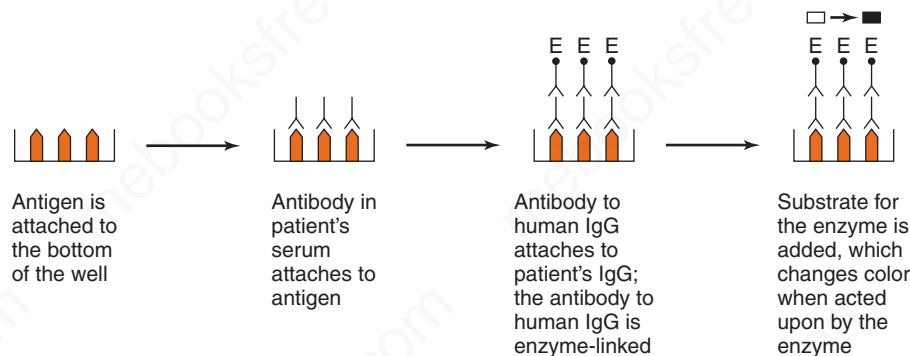 E E E
E E E
Antigen is
attached to
the bottom
of the well
Antibody in
patient's
serum
attaches to
antigen
Antibody to
human IgG
attaches to
patient's IgG;
the antibody to
human IgG is
enzyme-linked
Substrate for
the enzyme is
added, which
changes color
when acted
upon by the
enzyme